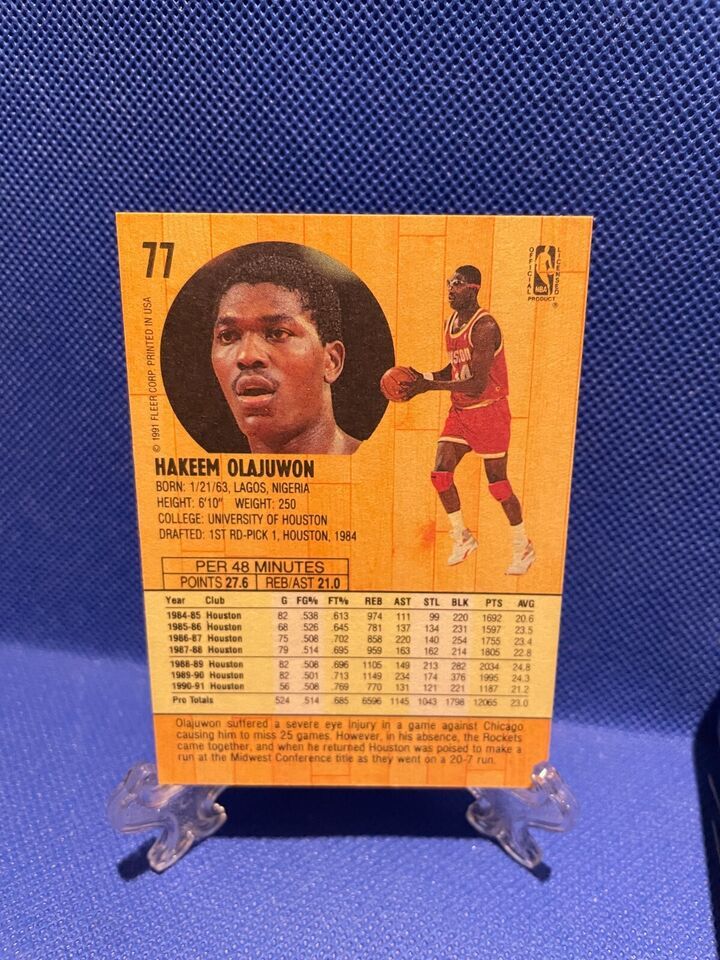 77
OFFICIAL LICENSED
NBA
PRODUCT
®
© 1991 FLEER CORP. PRINTED IN USA
HAKEEM OLAJUWON
BORN: 1/21/63, LAGOS, NIGERIA
HEIGHT: 6'10" WEIGHT: 250
COLLEGE: UNIVERSITY OF HOUSTON
DRAFTED: 1ST RD-PICK 1, HOUSTON, 1984
PER 48 MINUTES
POINTS 27.6 REB/AST 21.0
Year Club G FG% FT% REB AST STL BLK PTS AVG
1984-85 Houston 82 .538 .613 974 111 99 220 1692 20.6
1985-86 Houston 68 .526 .645 781 137 134 231 1597 23.5
1986-87 Houston 75 .508 .702 858 220 140 254 1755 23.4
1987-88 Houston 79 .514 .695 959 163 162 214 1805 22.8
1988-89 Houston 82 .508 .696 1105 149 213 282 2034 24.8
1989-90 Houston 82 .501 .713 1149 234 174 376 1995 24.3
1990-91 Houston 56 .508 .769 770 131 121 221 1187 21.2
Pro Totals 524 .514 .685 6596 1145 1043 1798 12065 23.0
Olajuwon suffered a severe eye injury in a game against Chicago
causing him to miss 25 games. However, in his absence, the Rockets
came together, and when he returned Houston was poised to make a
run at the Midwest Conference title as they went on a 20-7 run.